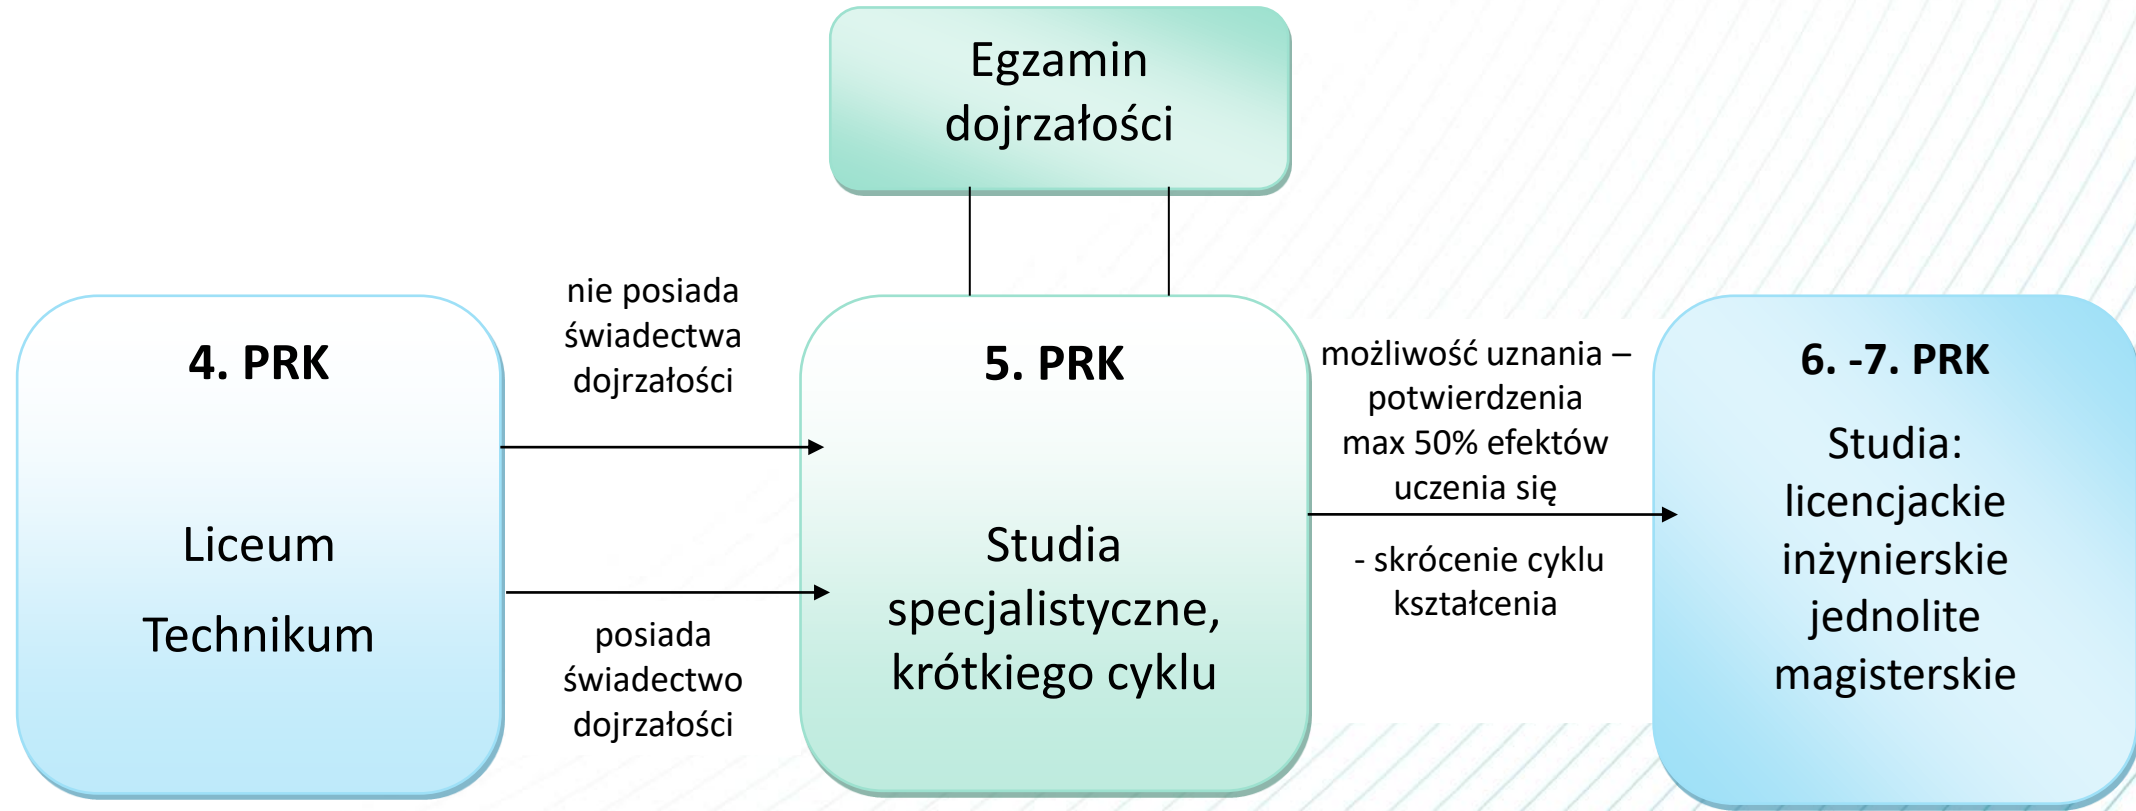 Egzamin
dojrzałości
4. PRK
Liceum
Technikum
nie posiada
świadectwa
dojrzałości
posiada
świadectwo
dojrzałości
5. PRK
Studia
specjalistyczne,
krótkiego cyklu
możliwość uznania –
potwierdzenia
max 50% efektów
uczenia się
- skrócenie cyklu
kształcenia
6. -7. PRK
Studia:
licencjackie
inżynierskie
jednolite
magisterskie